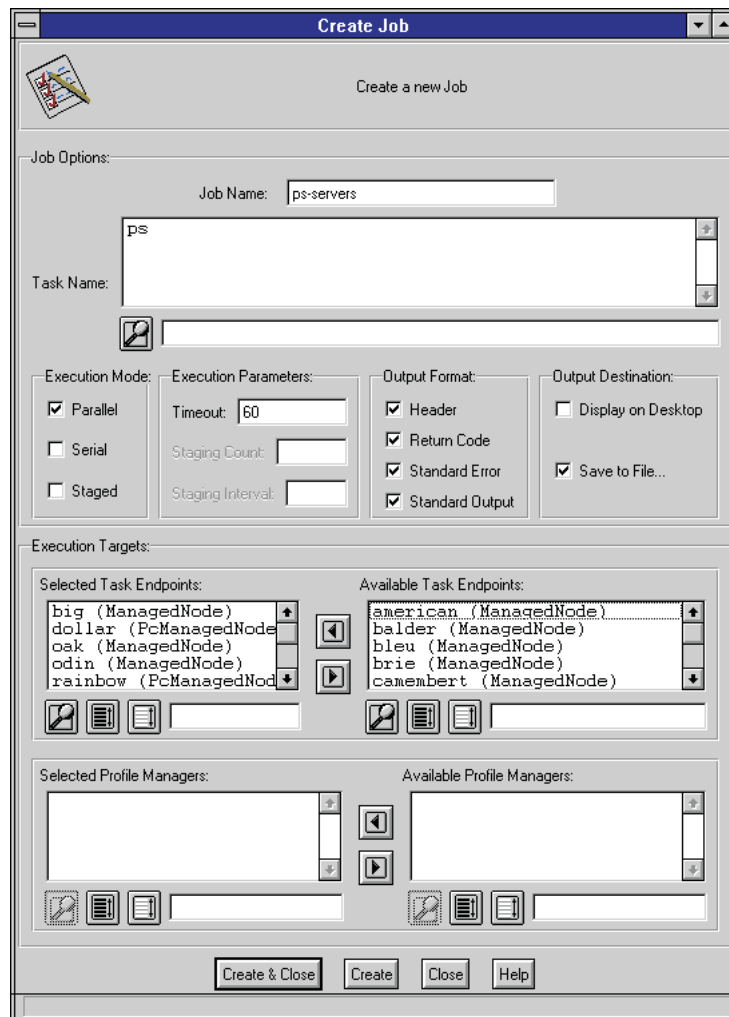 Create Job
Create a new Job
Job Options:
Job Name: ps-servers
ps
Task Name:
Execution Mode: Execution Parameters: Output Format: Output Destination:
Parallel Timeout: 60 Header Display on Desktop
Serial Staging Count: Return Code
Standard Error Save to File...
Staged Staging Interval: Standard Output
Execution Targets:
Selected Task Endpoints: Available Task Endpoints:
big (ManagedNode) american (ManagedNode)
dollar (PcManagedNode balder (ManagedNode)
oak (ManagedNode) bleu (ManagedNode)
odin (ManagedNode) brie (ManagedNode)
rainbow (PcManagedNod camembert (ManagedNode)
Selected Profile Managers: Available Profile Managers:
Create & Close Create Close Help